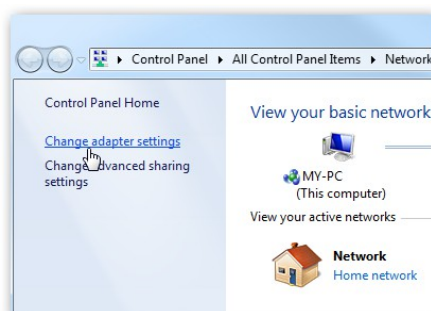 Control Panel All Control Panel Items Network
Control Panel Home
Change adapter settings
Change advanced sharing
settings
View your basic network
MY-PC
(This computer)
View your active networks
Network
Home network